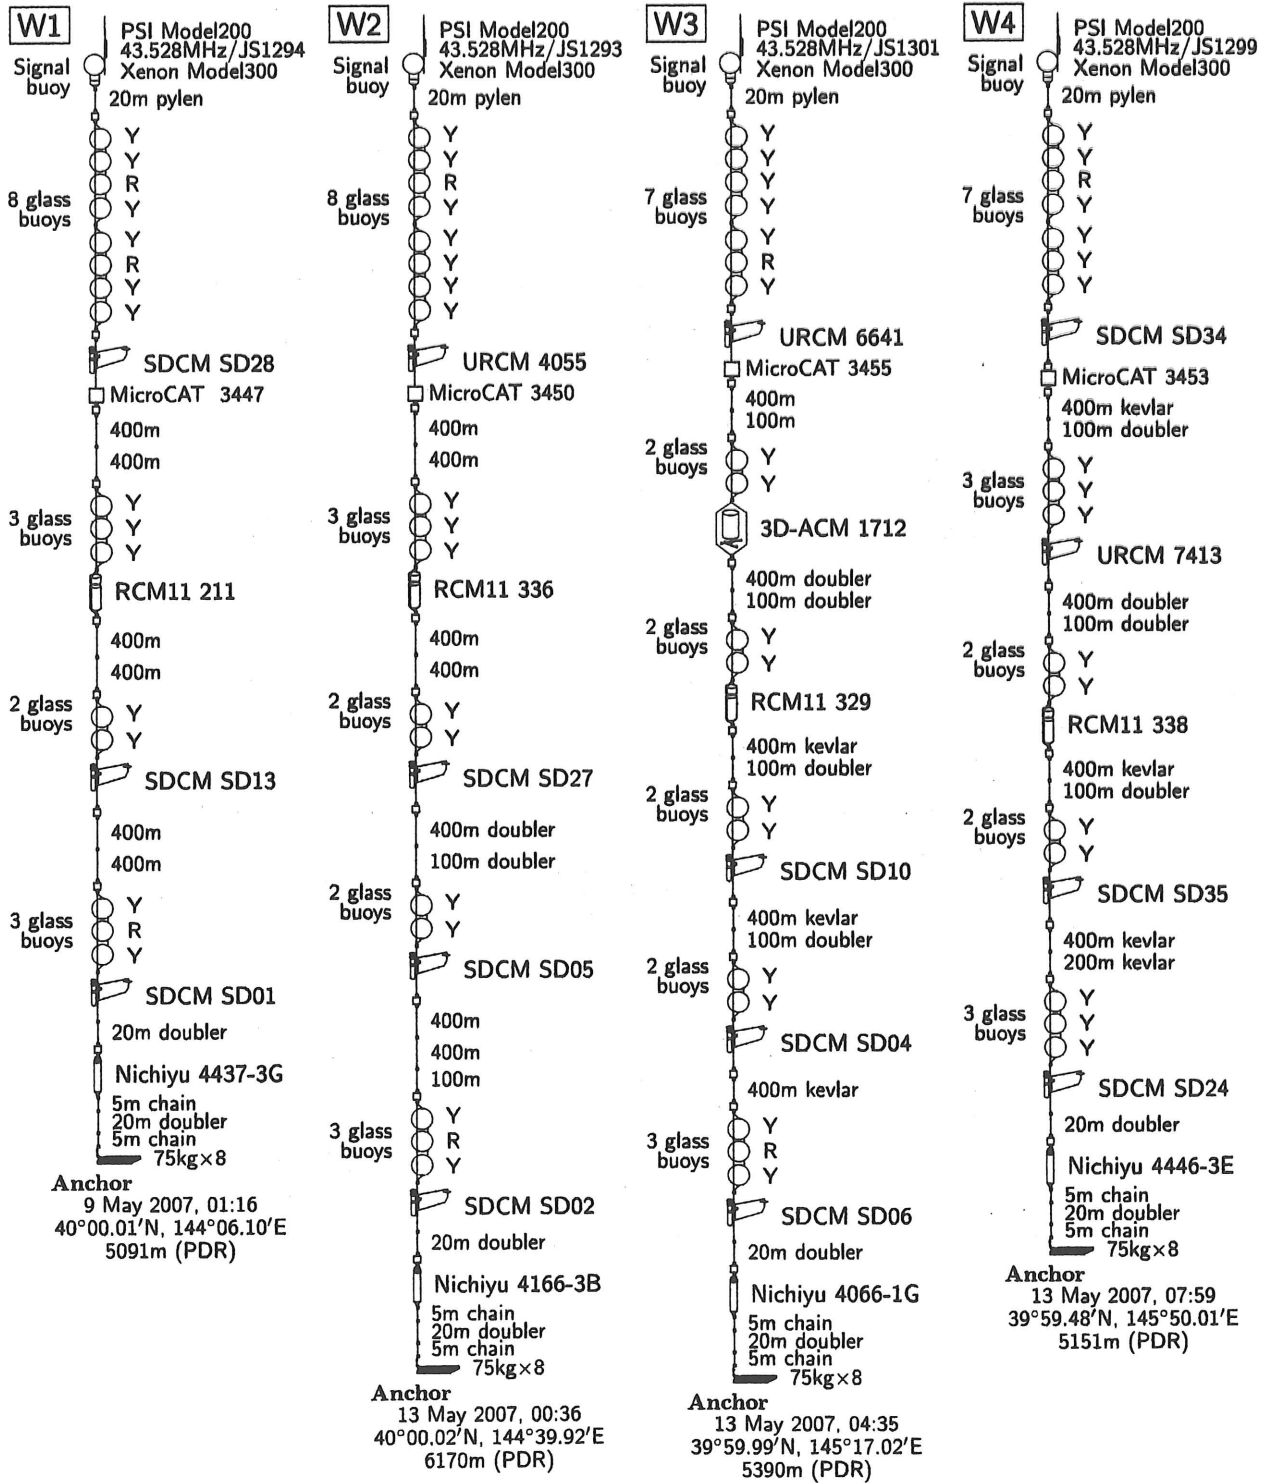 W1
PSI Model200
43.528MHz/JS1294
Xenon Model300
Signal
buoy
20m pylen
Y
Y
R
8 glass
buoys
Y
Y
R
Y
Y
SDCM SD28
MicroCAT 3447
400m
400m
3 glass
buoys
Y
Y
Y
RCM11 211
400m
400m
2 glass
buoys
Y
Y
SDCM SD13
400m
400m
3 glass
buoys
Y
R
Y
SDCM SD01
20m doubler
Nichiyu 4437-3G
5m chain
20m doubler
5m chain
75kg×8
Anchor
9 May 2007, 01:16
40°00.01′N, 144°06.10′E
5091m (PDR)
W2
PSI Model200
43.528MHz/JS1293
Xenon Model300
Signal
buoy
20m pylen
Y
Y
R
8 glass
buoys
Y
Y
Y
Y
Y
URCM 4055
MicroCAT 3450
400m
400m
3 glass
buoys
Y
Y
Y
RCM11 336
400m
400m
2 glass
buoys
Y
Y
SDCM SD27
400m doubler
100m doubler
2 glass
buoys
Y
Y
SDCM SD05
400m
400m
100m
3 glass
buoys
Y
R
Y
SDCM SD02
20m doubler
Nichiyu 4166-3B
5m chain
20m doubler
5m chain
75kg×8
Anchor
13 May 2007, 00:36
40°00.02′N, 144°39.92′E
6170m (PDR)
W3
PSI Model200
43.528MHz/JS1301
Xenon Model300
Signal
buoy
20m pylen
Y
Y
Y
7 glass
buoys
Y
Y
R
Y
URCM 6641
MicroCAT 3455
400m
100m
2 glass
buoys
Y
Y
3D-ACM 1712
400m doubler
100m doubler
2 glass
buoys
Y
Y
RCM11 329
400m kevlar
100m doubler
2 glass
buoys
Y
Y
SDCM SD10
400m kevlar
100m doubler
2 glass
buoys
Y
Y
SDCM SD04
400m kevlar
3 glass
buoys
Y
R
Y
SDCM SD06
20m doubler
Nichiyu 4066-1G
5m chain
20m doubler
5m chain
75kg×8
Anchor
13 May 2007, 04:35
39°59.99′N, 145°17.02′E
5390m (PDR)
W4
PSI Model200
43.528MHz/JS1299
Xenon Model300
Signal
buoy
20m pylen
Y
Y
R
7 glass
buoys
Y
Y
Y
Y
SDCM SD34
MicroCAT 3453
400m kevlar
100m doubler
3 glass
buoys
Y
Y
Y
URCM 7413
400m doubler
100m doubler
2 glass
buoys
Y
Y
RCM11 338
400m kevlar
100m doubler
2 glass
buoys
Y
Y
SDCM SD35
400m kevlar
200m kevlar
3 glass
buoys
Y
Y
Y
SDCM SD24
20m doubler
Nichiyu 4446-3E
5m chain
20m doubler
5m chain
75kg×8
Anchor
13 May 2007, 07:59
39°59.48′N, 145°50.01′E
5151m (PDR)